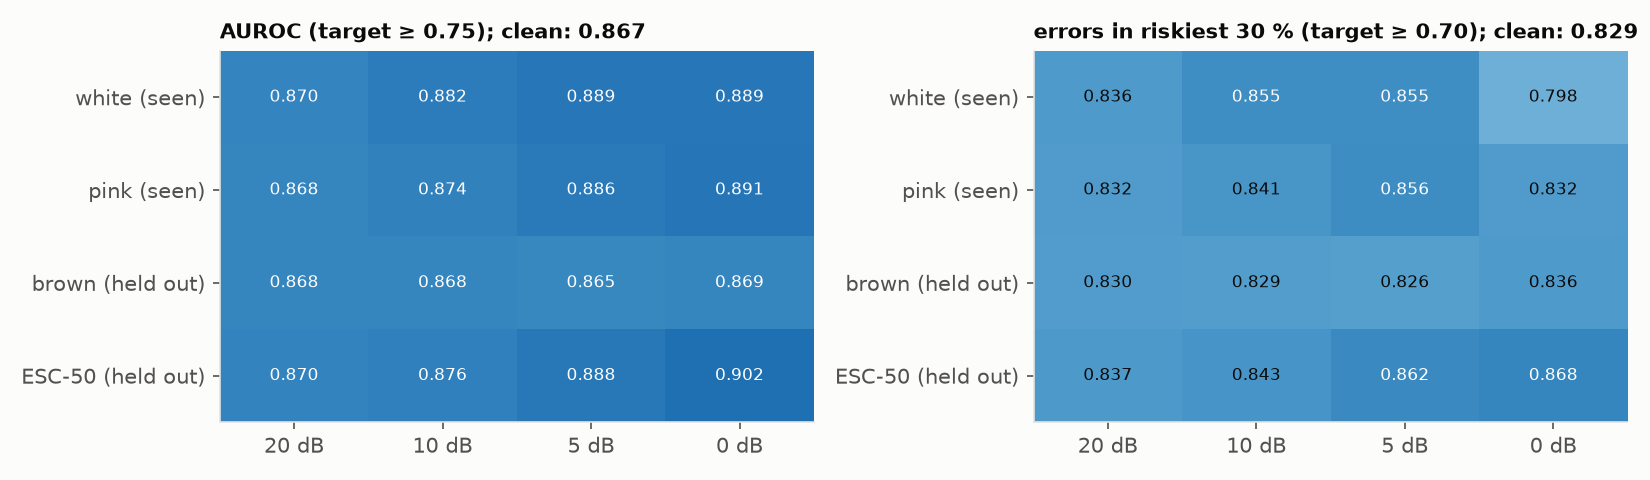 AUROC (target ≥ 0.75); clean: 0.867
white (seen) 0.870 0.882 0.889 0.889
pink (seen) 0.868 0.874 0.886 0.891
brown (held out) 0.868 0.868 0.865 0.869
ESC-50 (held out) 0.870 0.876 0.888 0.902
20 dB 10 dB 5 dB 0 dB
errors in riskiest 30 % (target ≥ 0.70); clean: 0.829
white (seen) 0.836 0.855 0.855 0.798
pink (seen) 0.832 0.841 0.856 0.832
brown (held out) 0.830 0.829 0.826 0.836
ESC-50 (held out) 0.837 0.843 0.862 0.868
20 dB 10 dB 5 dB 0 dB